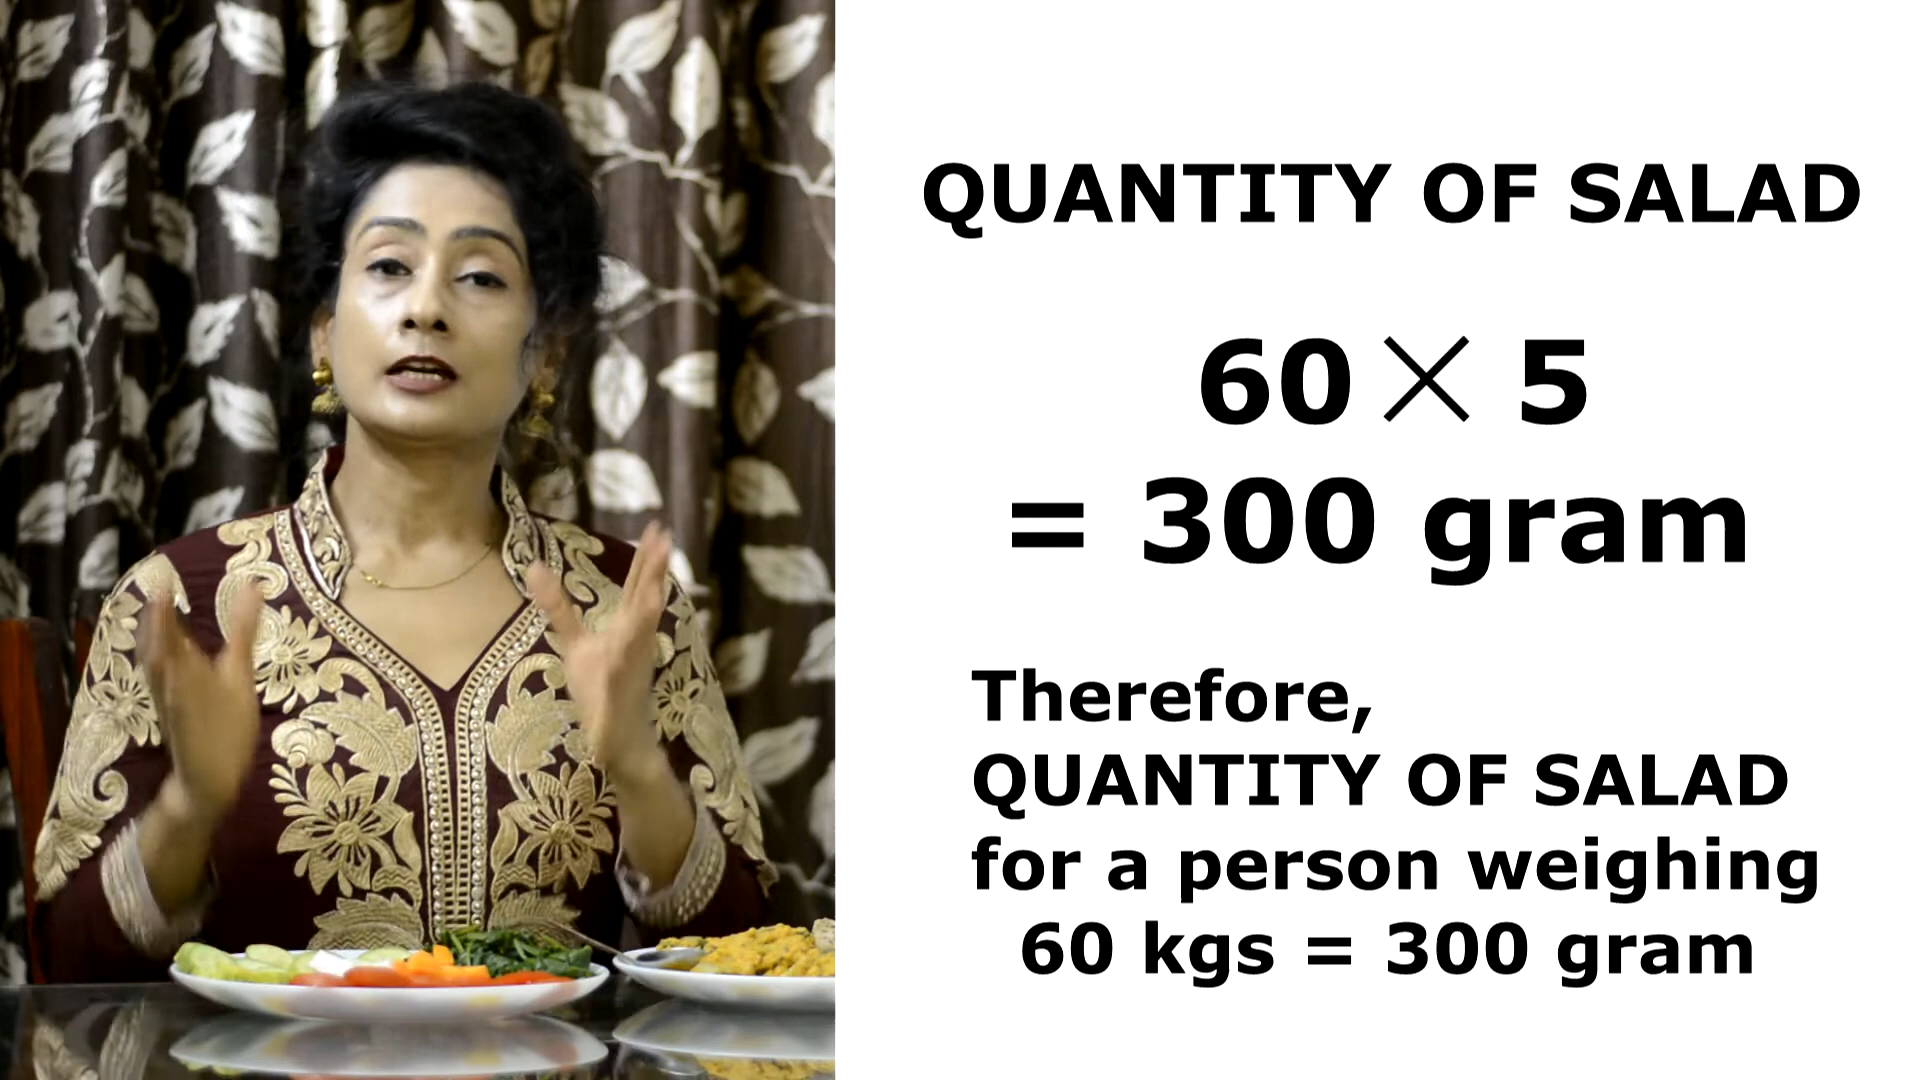 QUANTITY OF SALAD
60 × 5
= 300 gram
Therefore,
QUANTITY OF SALAD
for a person weighing
60 kgs = 300 gram